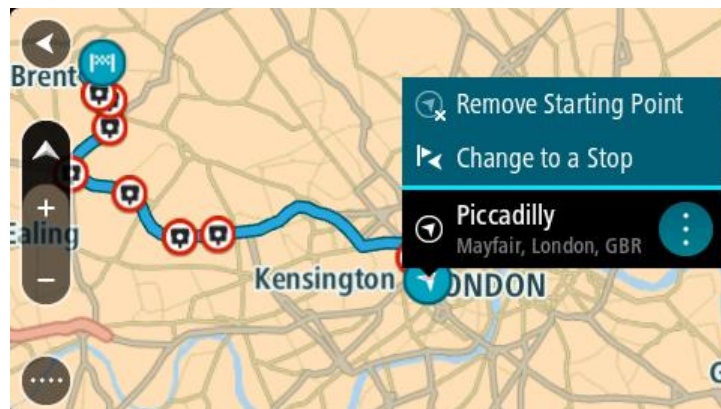 Brent
Remove Starting Point
Change to a Stop
Piccadilly
Mayfair, London, GBR
Ealing
Kensington
ONDON
G